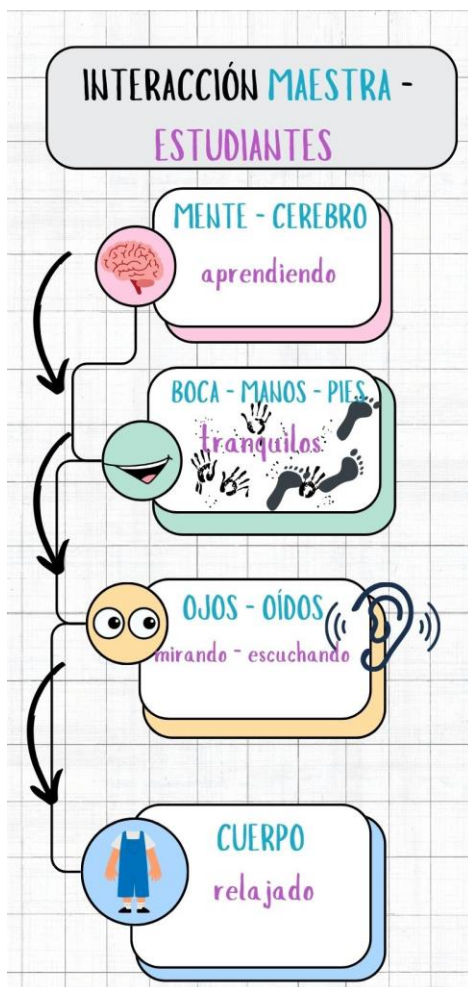 INTERACCIÓN MAESTRA -
ESTUDIANTES
MENTE - CEREBRO
aprendiendo
BOCA - MANOS - PIES
tranquilos
OJOS - OÍDOS
mirando - escuchando
CUERPO
relajado